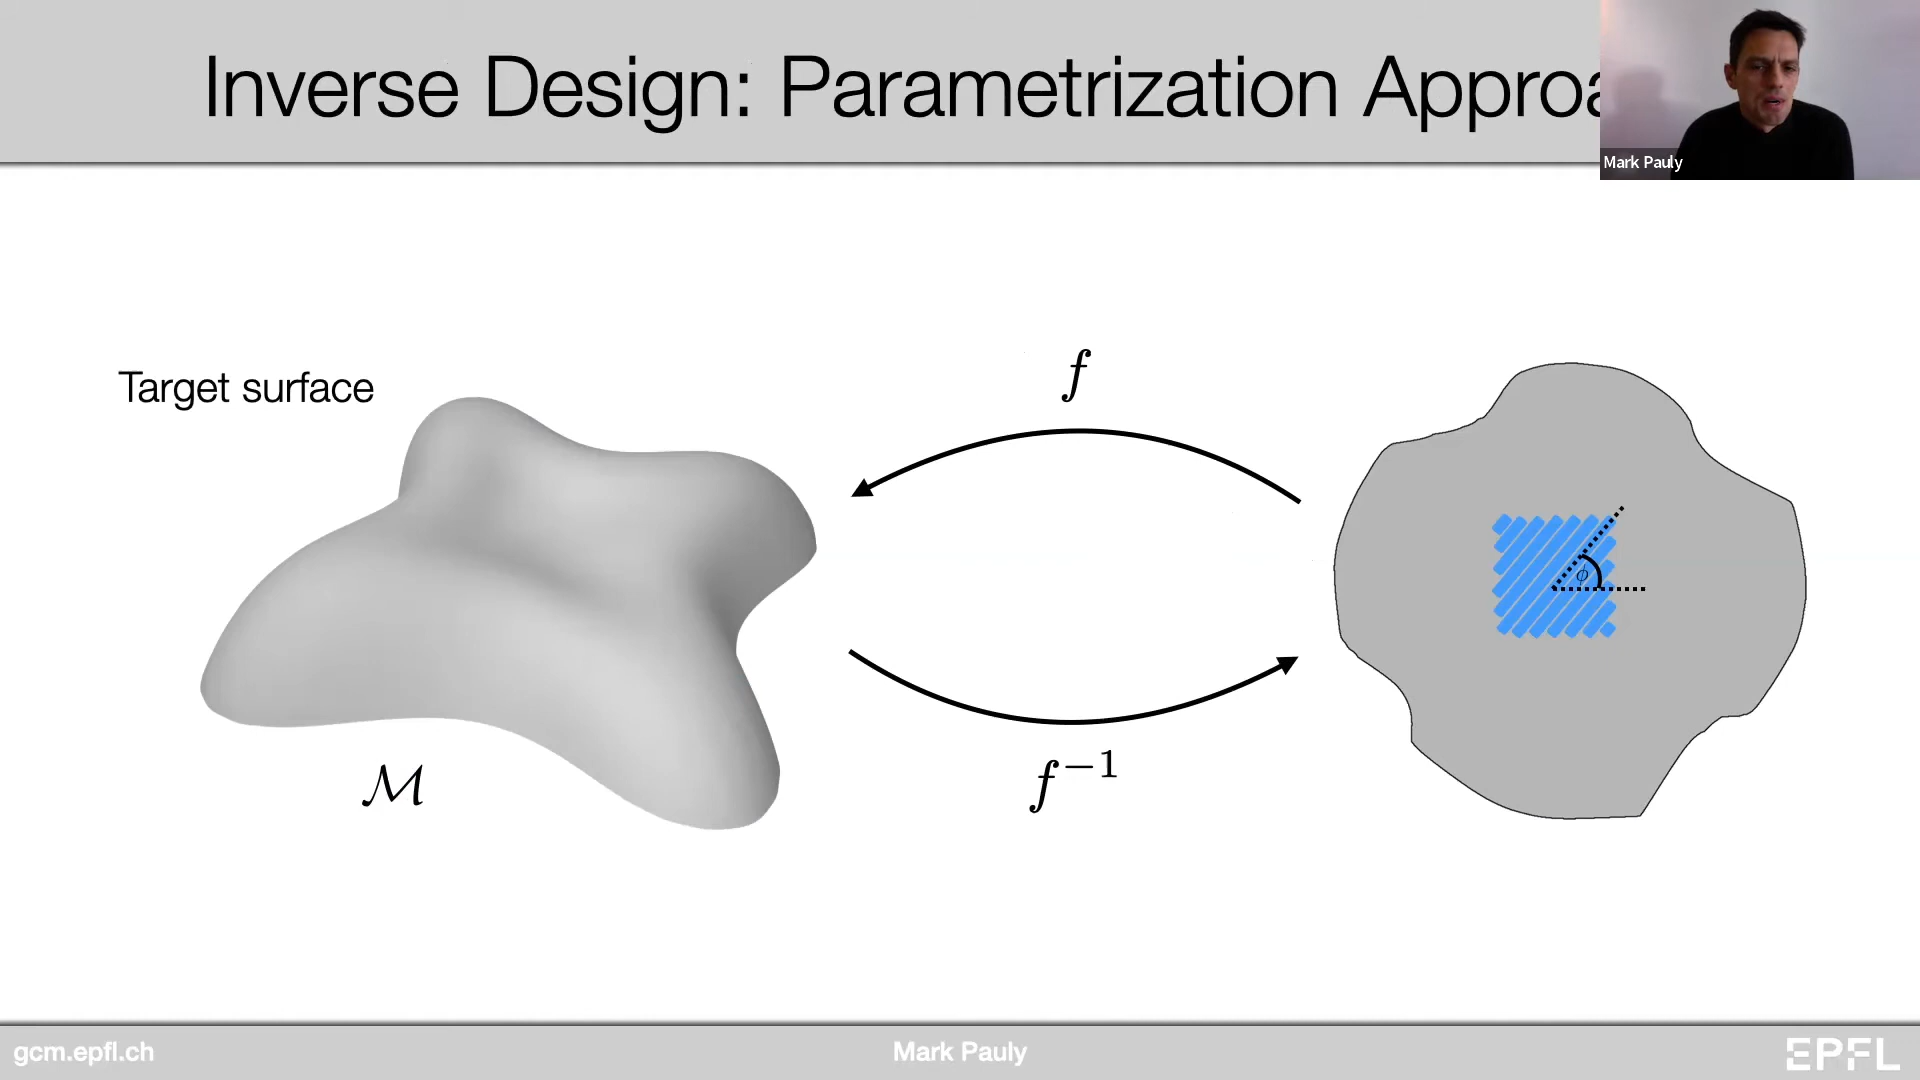 Inverse Design: Parametrization Approa
Mark Pauly
Target surface
f
ϕ
ℳ
f⁻¹
gcm.epfl.ch
Mark Pauly
EPFL